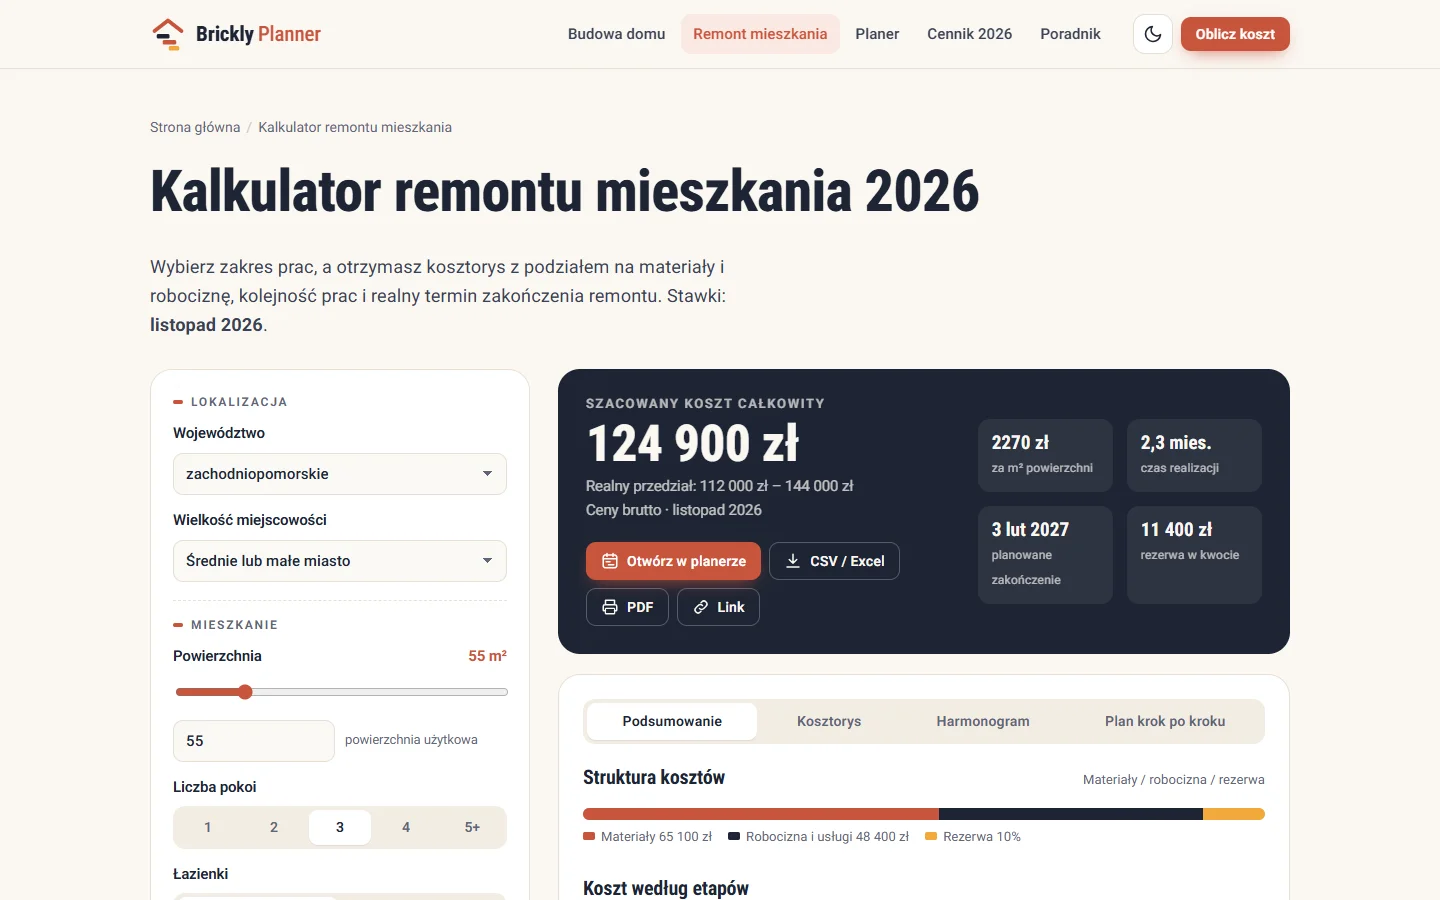 Brickly Planner
Budowa domu
Remont mieszkania
Planer
Cennik 2026
Poradnik
Oblicz koszt
Strona główna / Kalkulator remontu mieszkania
Kalkulator remontu mieszkania 2026
Wybierz zakres prac, a otrzymasz kosztorys z podziałem na materiały i
robociznę, kolejność prac i realny termin zakończenia remontu. Stawki:
listopad 2026.
LOKALIZACJA
Województwo
zachodniopomorskie
Wielkość miejscowości
Średnie lub małe miasto
MIESZKANIE
Powierzchnia 55 m²
55 powierzchnia użytkowa
Liczba pokoi
1 2 3 4 5+
Łazienki
SZACOWANY KOSZT CAŁKOWITY
124 900 zł
Realny przedział: 112 000 zł – 144 000 zł
Ceny brutto · listopad 2026
Otwórz w planerze
CSV / Excel
PDF
Link
2270 zł
za m² powierzchni
2,3 mies.
czas realizacji
3 lut 2027
planowane
zakończenie
11 400 zł
rezerwa w kwocie
Podsumowanie
Kosztorys
Harmonogram
Plan krok po kroku
Struktura kosztów
Materiały / robocizna / rezerwa
Materiały 65 100 zł
Robocizna i usługi 48 400 zł
Rezerwa 10%
Koszt według etapów